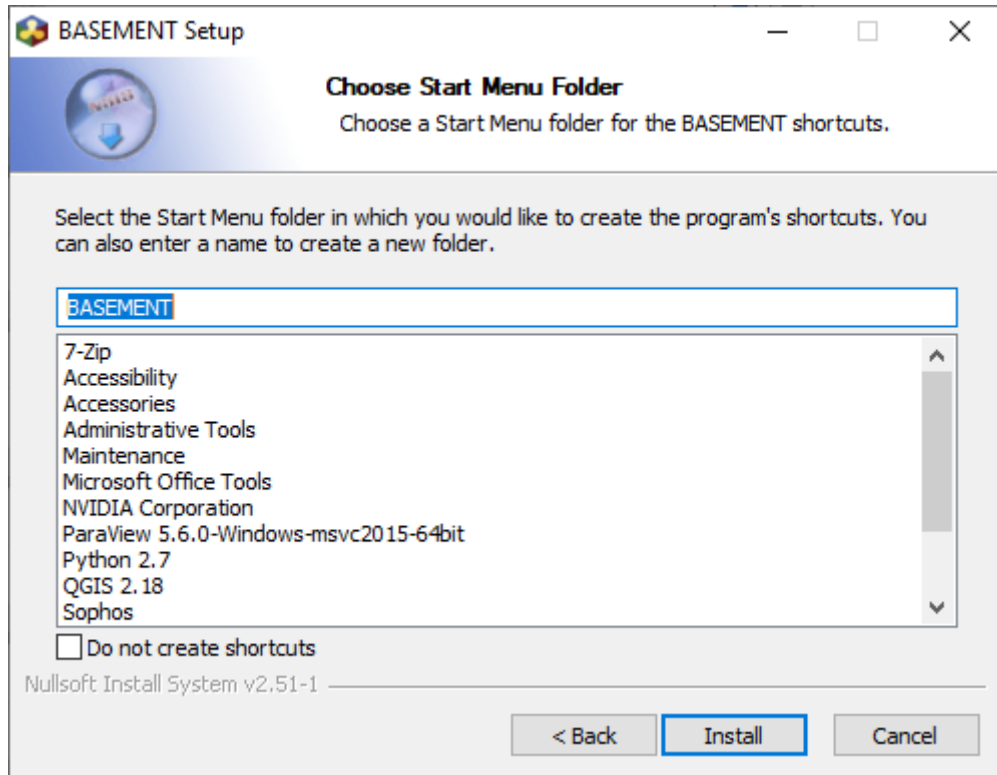 BASEMENT Setup
Choose Start Menu Folder
Choose a Start Menu folder for the BASEMENT shortcuts.
Select the Start Menu folder in which you would like to create the program's shortcuts. You
can also enter a name to create a new folder.
BASEMENT
7-Zip
Accessibility
Accessories
Administrative Tools
Maintenance
Microsoft Office Tools
NVIDIA Corporation
ParaView 5.6.0-Windows-msvc2015-64bit
Python 2.7
QGIS 2.18
Sophos
Do not create shortcuts
Nullsoft Install System v2.51-1
< Back
Install
Cancel